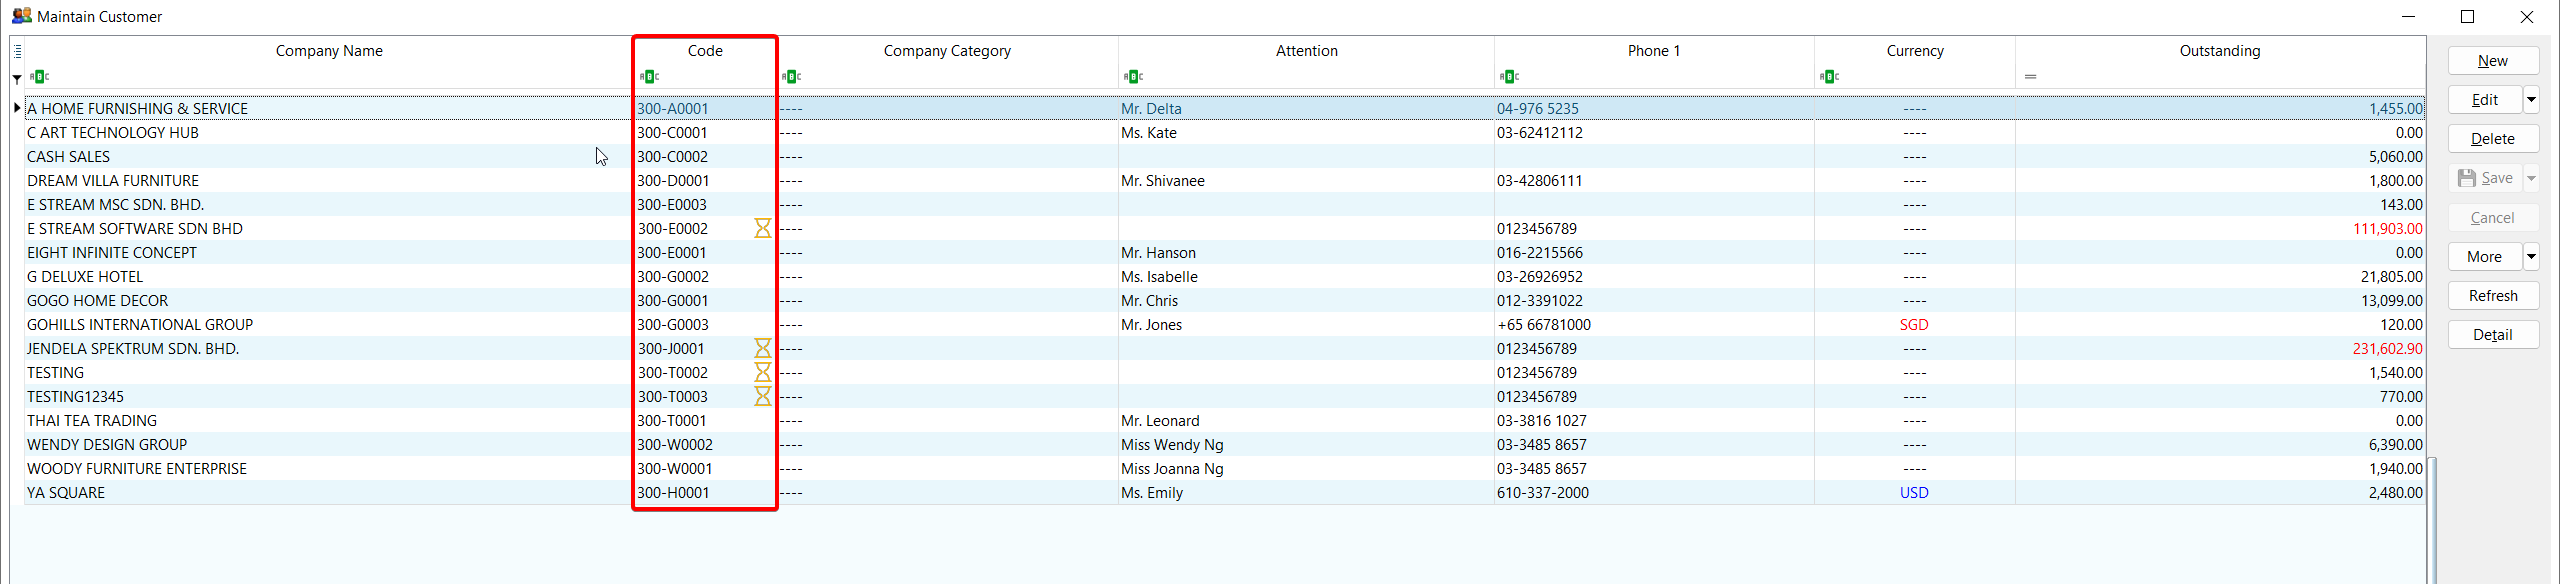 Maintain Customer
Company Name Code Company Category Attention Phone 1 Currency Outstanding
ABC ABC ABC ABC ABC ABC =
A HOME FURNISHING & SERVICE 300-A0001 ---- Mr. Delta 04-976 5235 ---- 1,455.00
C ART TECHNOLOGY HUB 300-C0001 ---- Ms. Kate 03-62412112 ---- 0.00
CASH SALES 300-C0002 ---- ---- 5,060.00
DREAM VILLA FURNITURE 300-D0001 ---- Mr. Shivanee 03-42806111 ---- 1,800.00
E STREAM MSC SDN. BHD. 300-E0003 ---- ---- 143.00
E STREAM SOFTWARE SDN BHD 300-E0002 ---- 0123456789 ---- 111,903.00
EIGHT INFINITE CONCEPT 300-E0001 ---- Mr. Hanson 016-2215566 ---- 0.00
G DELUXE HOTEL 300-G0002 ---- Ms. Isabelle 03-26926952 ---- 21,805.00
GOGO HOME DECOR 300-G0001 ---- Mr. Chris 012-3391022 ---- 13,099.00
GOHILLS INTERNATIONAL GROUP 300-G0003 ---- Mr. Jones +65 66781000 SGD 120.00
JENDELA SPEKTRUM SDN. BHD. 300-J0001 ---- 0123456789 ---- 231,602.90
TESTING 300-T0002 ---- 0123456789 ---- 1,540.00
TESTING12345 300-T0003 ---- 0123456789 ---- 770.00
THAI TEA TRADING 300-T0001 ---- Mr. Leonard 03-3816 1027 ---- 0.00
WENDY DESIGN GROUP 300-W0002 ---- Miss Wendy Ng 03-3485 8657 ---- 6,390.00
WOODY FURNITURE ENTERPRISE 300-W0001 ---- Miss Joanna Ng 03-3485 8657 ---- 1,940.00
YA SQUARE 300-H0001 ---- Ms. Emily 610-337-2000 USD 2,480.00
New
Edit
Delete
Save
Cancel
More
Refresh
Detail